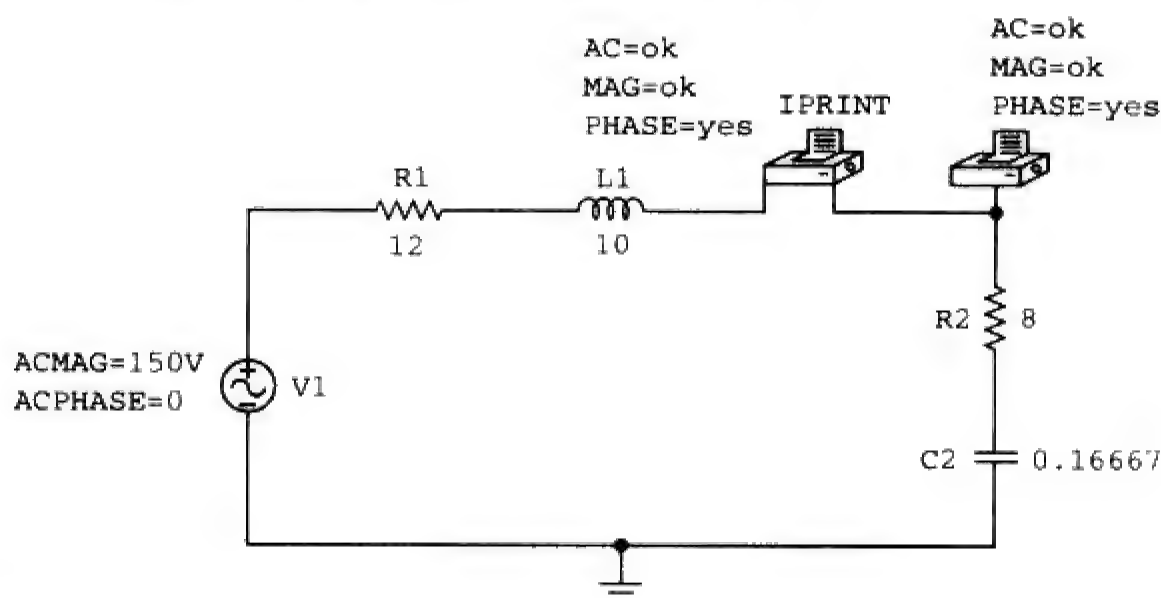 AC=ok
MAG=ok
PHASE=yes
IPRINT
AC=ok
MAG=ok
PHASE=yes
R1
12
L1
10
R2
8
ACMAG=150V
ACPHASE=0
V1
C2
0.16667